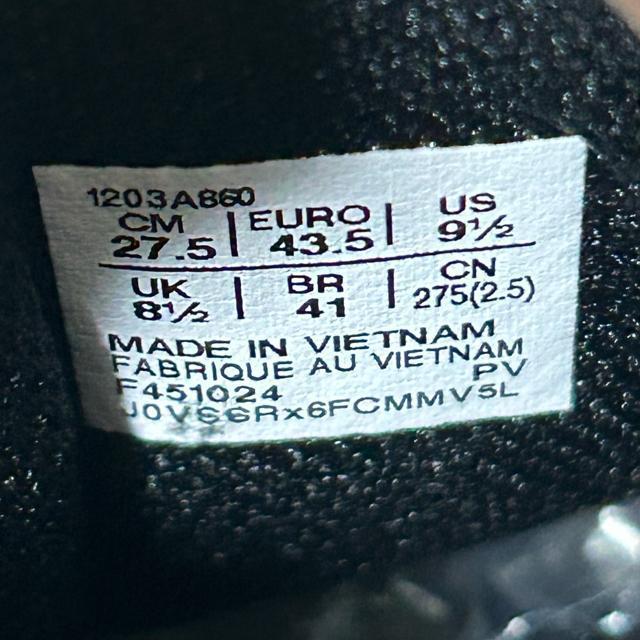 1203A860
CM 27.5 | EURO 43.5 | US 9½
UK 8½ | BR 41 | CN 275(2.5)
MADE IN VIETNAM
FABRIQUE AU VIETNAM
F451024 PV
J0VS6Rx6FCMMV5L